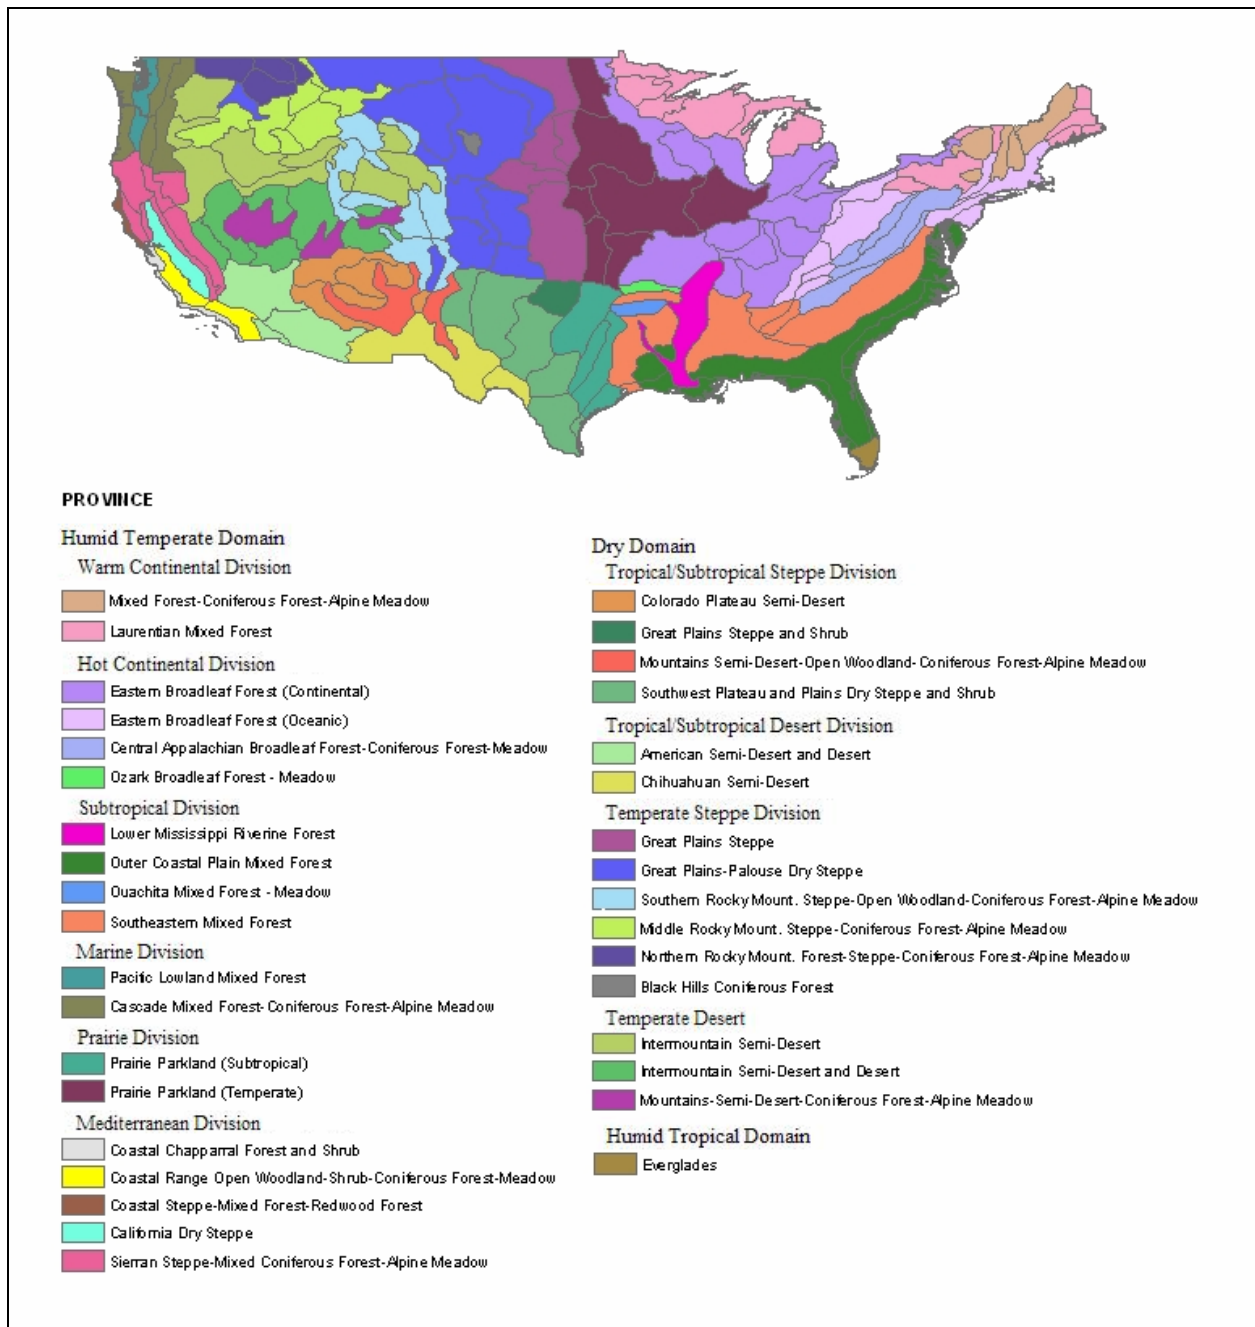 PROVINCE
Humid Temperate Domain
Warm Continental Division
Mixed Forest-Coniferous Forest-Alpine Meadow
Laurentian Mixed Forest
Hot Continental Division
Eastern Broadleaf Forest (Continental)
Eastern Broadleaf Forest (Oceanic)
Central Appalachian Broadleaf Forest-Coniferous Forest-Meadow
Ozark Broadleaf Forest - Meadow
Subtropical Division
Lower Mississippi Riverine Forest
Outer Coastal Plain Mixed Forest
Ouachita Mixed Forest - Meadow
Southeastern Mixed Forest
Marine Division
Pacific Lowland Mixed Forest
Cascade Mixed Forest-Coniferous Forest-Alpine Meadow
Prairie Division
Prairie Parkland (Subtropical)
Prairie Parkland (Temperate)
Mediterranean Division
Coastal Chapparral Forest and Shrub
Coastal Range Open Woodland-Shrub-Coniferous Forest-Meadow
Coastal Steppe-Mixed Forest-Redwood Forest
California Dry Steppe
Sierran Steppe-Mixed Coniferous Forest-Alpine Meadow
Dry Domain
Tropical/Subtropical Steppe Division
Colorado Plateau Semi-Desert
Great Plains Steppe and Shrub
Mountains Semi-Desert-Open Woodland-Coniferous Forest-Alpine Meadow
Southwest Plateau and Plains Dry Steppe and Shrub
Tropical/Subtropical Desert Division
American Semi-Desert and Desert
Chihuahuan Semi-Desert
Temperate Steppe Division
Great Plains Steppe
Great Plains-Palouse Dry Steppe
Southern Rocky Mount. Steppe-Open Woodland-Coniferous Forest-Alpine Meadow
Middle Rocky Mount. Steppe-Coniferous Forest-Alpine Meadow
Northern Rocky Mount. Forest-Steppe-Coniferous Forest-Alpine Meadow
Black Hills Coniferous Forest
Temperate Desert
Intermountain Semi-Desert
Intermountain Semi-Desert and Desert
Mountains-Semi-Desert-Coniferous Forest-Alpine Meadow
Humid Tropical Domain
Everglades